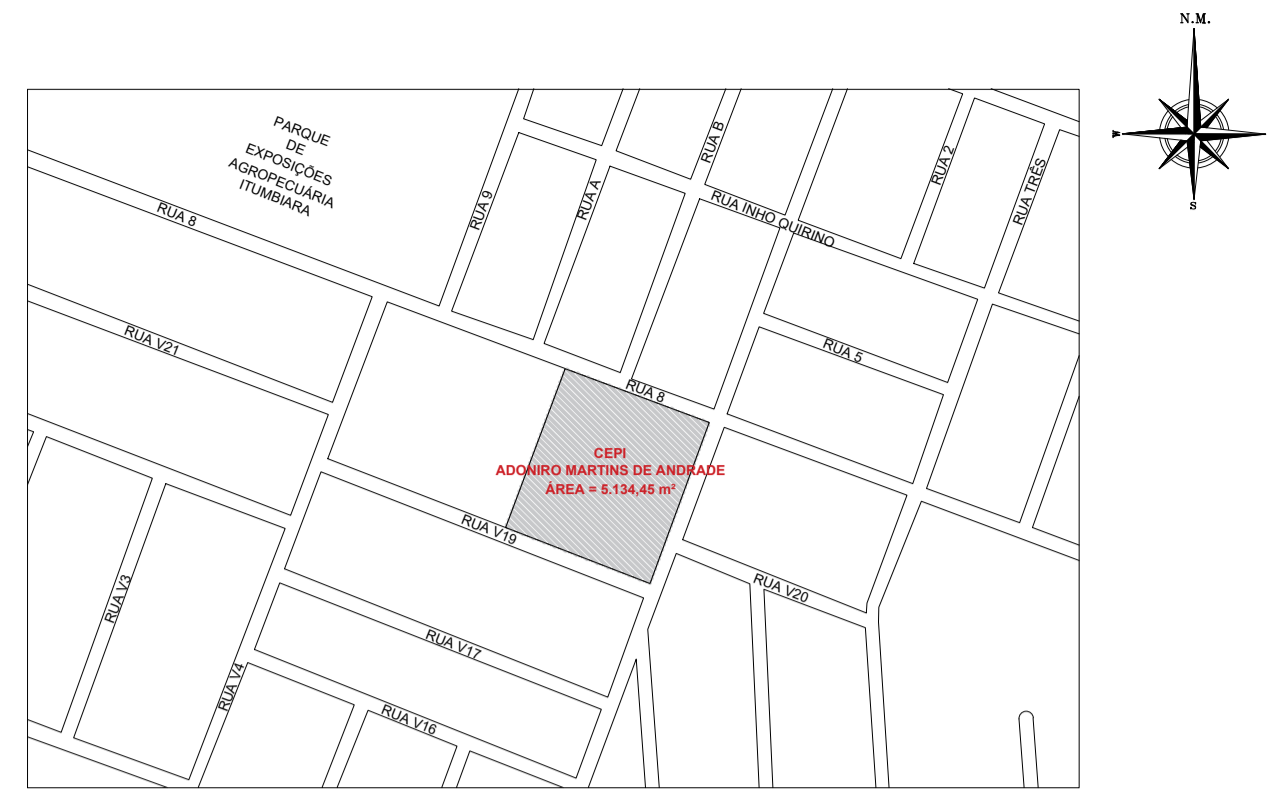 N.M.
W
S
PARQUE
DE
EXPOSIÇÕES
AGROPECUÁRIA
ITUMBIARA
RUA 8
RUA 9
RUA A
RUA B
RUA 2
RUA TRÊS
RUA INHO QUIRINO
RUA V21
RUA 5
RUA 8
CEPI
ADONIRO MARTINS DE ANDRADE
ÁREA = 5.134,45 m²
RUA V19
RUA V3
RUA V20
RUA V17
RUA V4
RUA V16